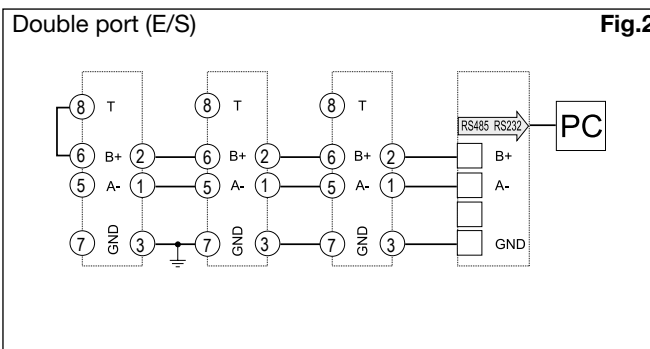 Double port (E/S) Fig.2
8 T 8 T 8 T
RS485 RS232 PC
6 B+ 2 6 B+ 2 6 B+ 2 B+
5 A- 1 5 A- 1 5 A- 1 A-
7 GND 3 7 GND 3 7 GND 3 GND